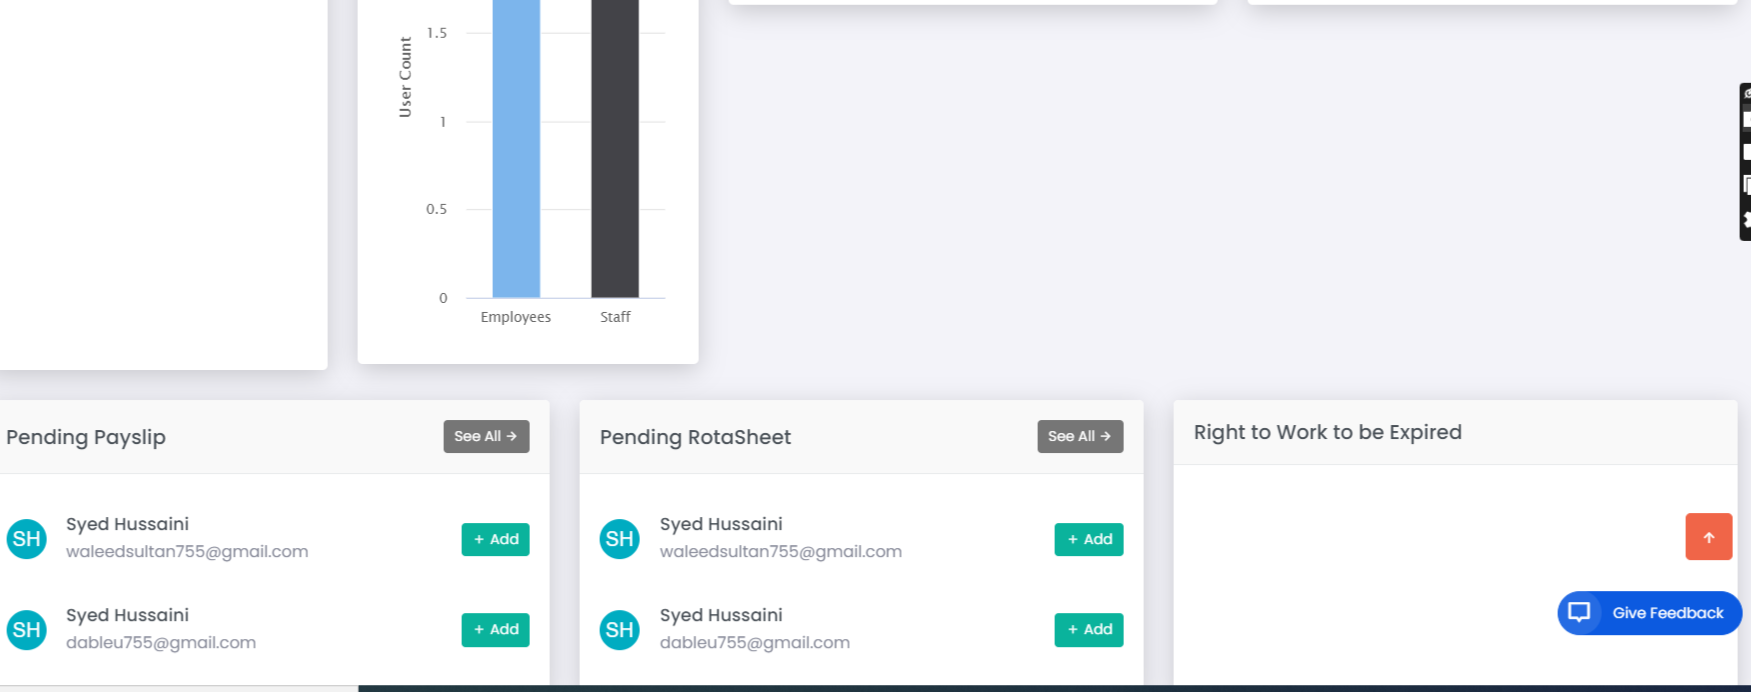 1.5
User Count
1
0.5
0
Employees
Staff
Pending Payslip
See All →
SH
Syed Hussaini
waleedsultan755@gmail.com
+ Add
SH
Syed Hussaini
dableu755@gmail.com
+ Add
Pending RotaSheet
See All →
SH
Syed Hussaini
waleedsultan755@gmail.com
+ Add
SH
Syed Hussaini
dableu755@gmail.com
+ Add
Right to Work to be Expired
Give Feedback